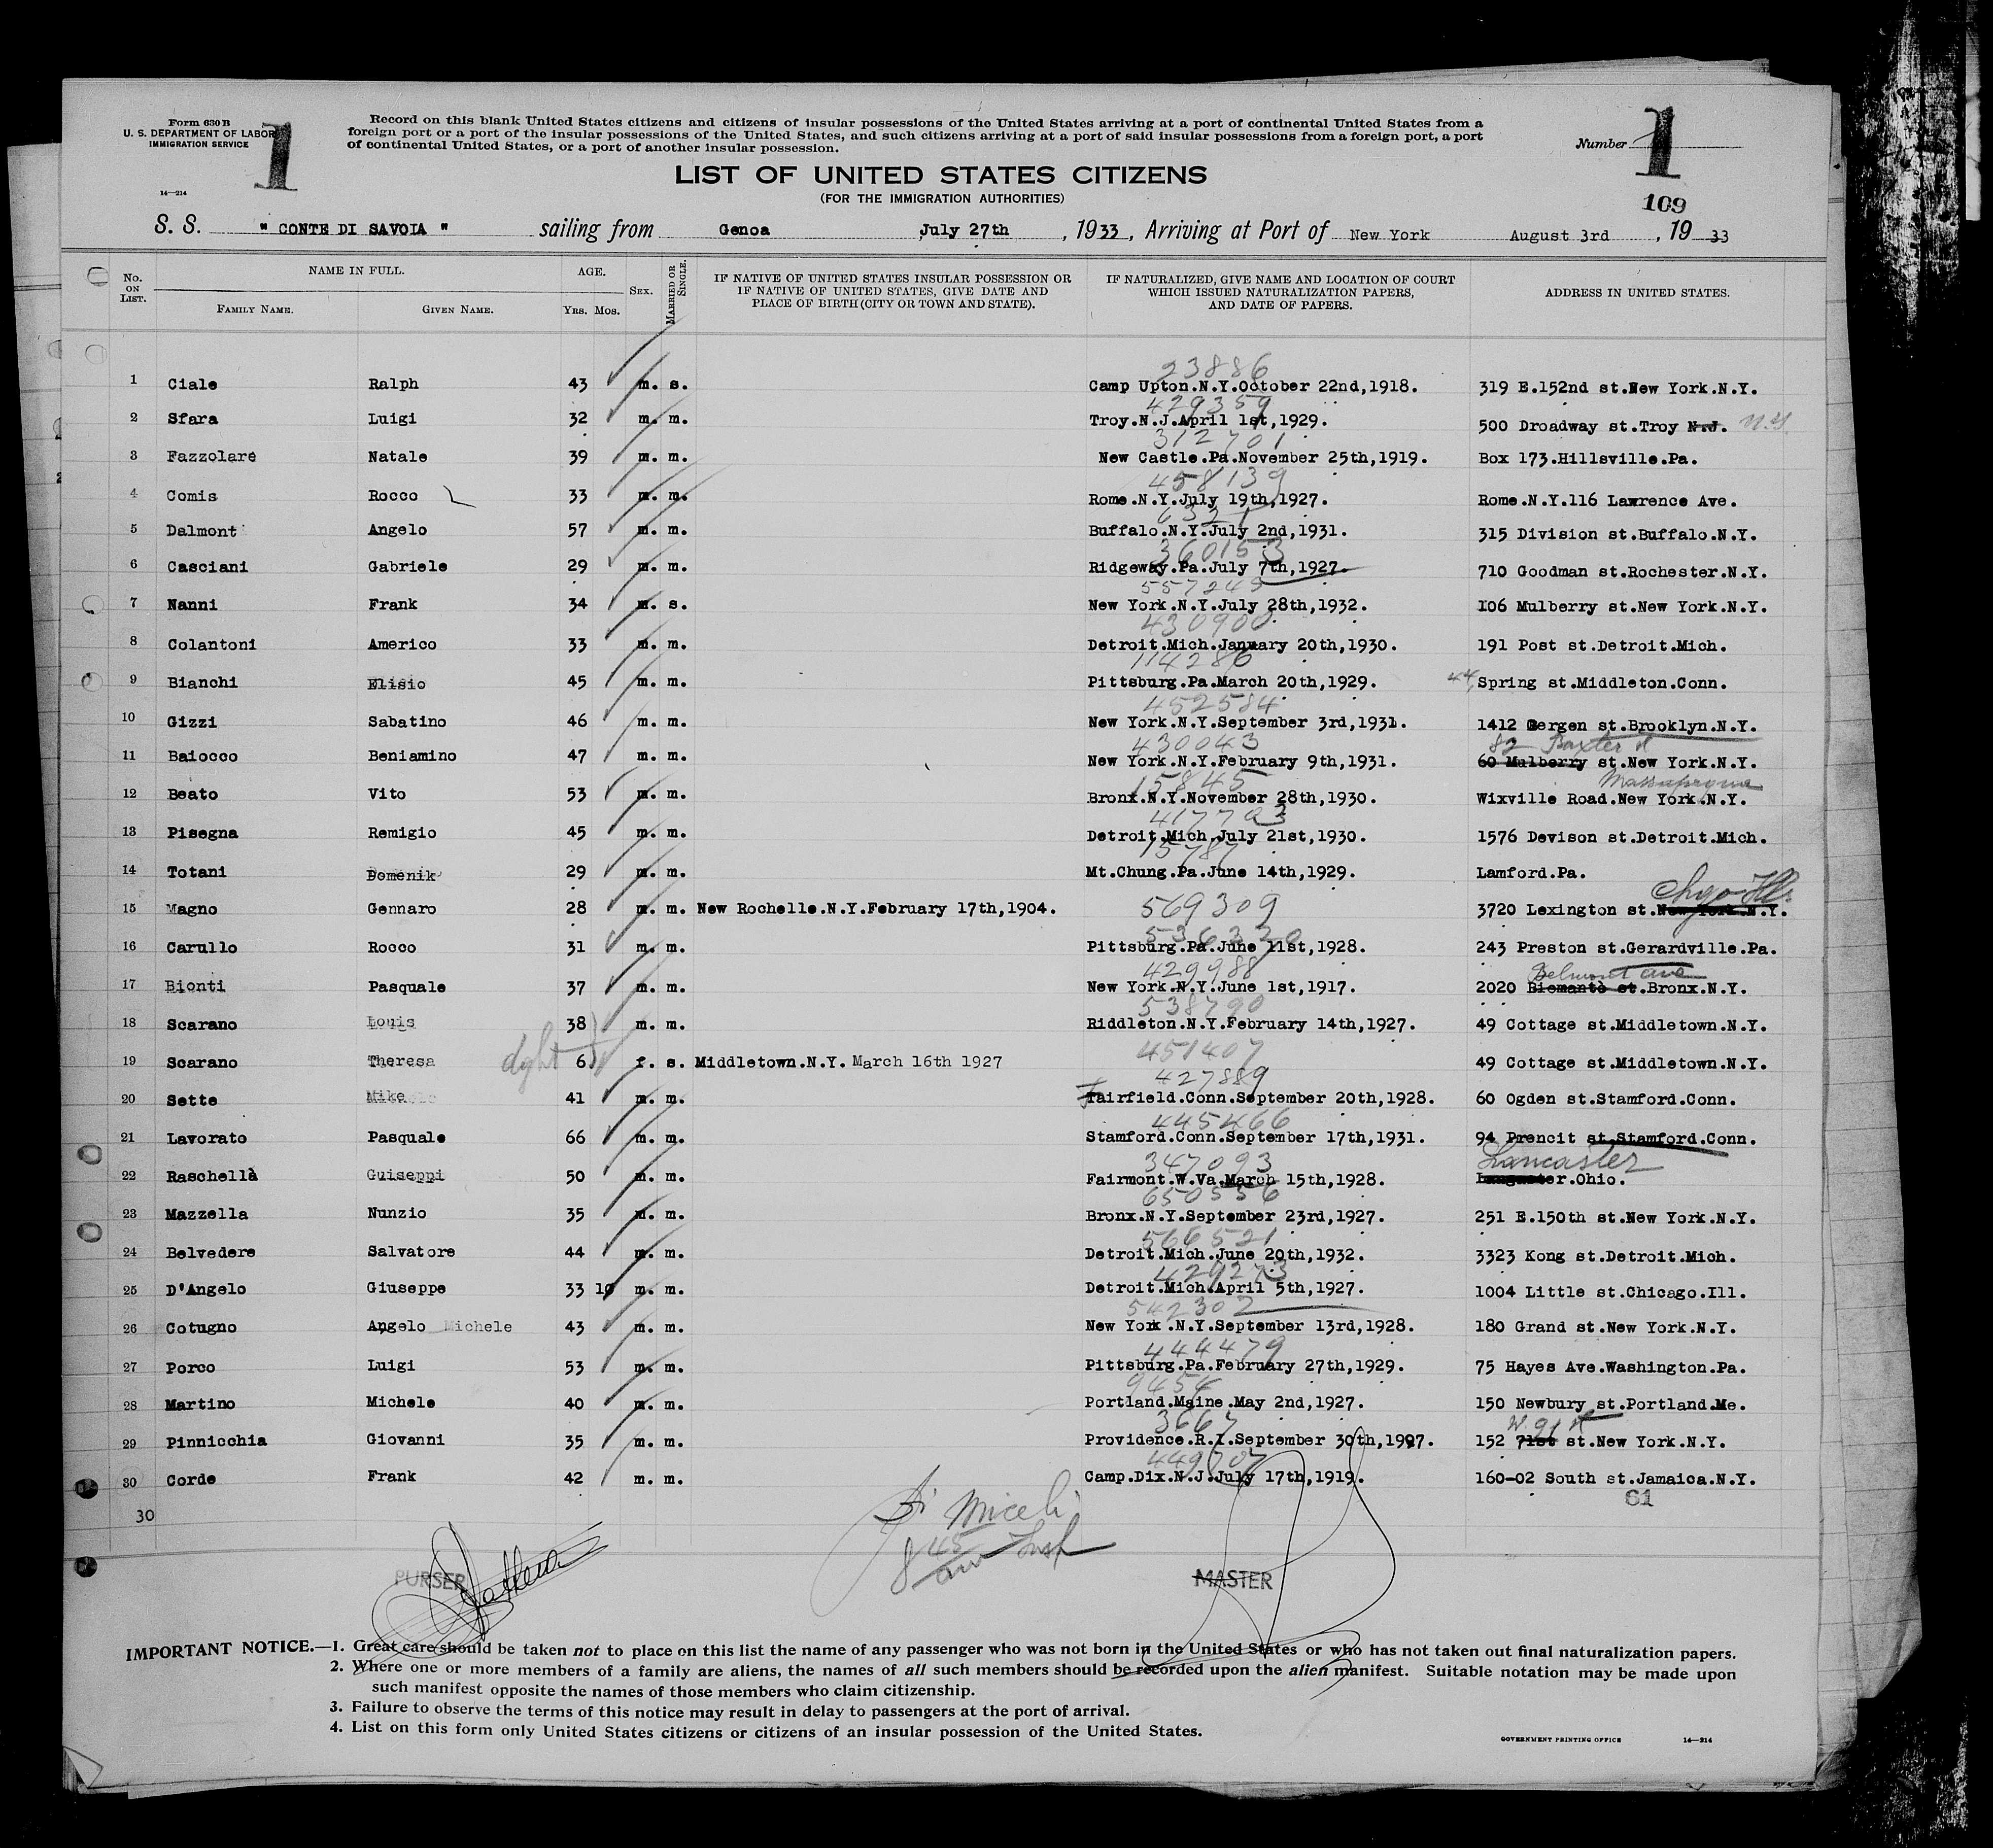 Form 630 B
U. S. DEPARTMENT OF LABOR
IMMIGRATION SERVICE
14—214
1
Record on this blank United States citizens and citizens of insular possessions of the United States arriving at a port of continental United States from a
foreign port or a port of the insular possessions of the United States, and such citizens arriving at a port of said insular possessions from a foreign port, a port
of continental United States, or a port of another insular possession.
Number 1
109
LIST OF UNITED STATES CITIZENS
(FOR THE IMMIGRATION AUTHORITIES)
S. S. " CONTE DI SAVOIA " sailing from Genoa July 27th , 1933 , Arriving at Port of New York August 3rd , 19 33
No. ON LIST. NAME IN FULL. FAMILY NAME. GIVEN NAME. AGE. YRS. MOS. SEX. MARRIED OR SINGLE. IF NATIVE OF UNITED STATES INSULAR POSSESSION OR IF NATIVE OF UNITED STATES, GIVE DATE AND PLACE OF BIRTH (CITY OR TOWN AND STATE). IF NATURALIZED, GIVE NAME AND LOCATION OF COURT WHICH ISSUED NATURALIZATION PAPERS, AND DATE OF PAPERS. ADDRESS IN UNITED STATES.
23886
1 Ciale Ralph 43 m. s. Camp Upton.N.Y.October 22nd,1918. 319 E.152nd st.New York.N.Y.
429359
2 Sfara Luigi 32 m. m. Troy.N.J.April 1st,1929. 500 Droadway st.Troy N.J. N.Y.
312701
3 Fazzolare Natale 39 m. m. New Castle.Pa.November 25th,1919. Box 173.Hillsville.Pa.
458139
4 Comis Rocco 33 m. m. Rome.N.Y.July 19th,1927. Rome.N.Y.116 Lawrence Ave.
5 Dalmont Angelo 57 m. m. Buffalo.N.Y.July 2nd,1931. 315 Division st.Buffalo.N.Y.
360153
6 Casciani Gabriele 29 m. m. Ridgeway.Pa.July 7th,1927. 710 Goodman st.Rochester.N.Y.
557243
7 Nanni Frank 34 m. s. New York.N.Y.July 28th,1932. 106 Mulberry st.New York.N.Y.
430900
8 Colantoni Americo 33 m. m. Detroit.Mich.January 20th,1930. 191 Post st.Detroit.Mich.
114286
9 Bianchi Elisio 45 m. m. Pittsburg.Pa.March 20th,1929. 44 Spring st.Middleton.Conn.
452584
10 Gizzi Sabatino 46 m. m. New York.N.Y.September 3rd,1931. 1412 Bergen st.Brooklyn.N.Y.
430043 82 Baxter st
11 Baiocco Beniamino 47 m. m. New York.N.Y.February 9th,1931. 60 Mulberry st.New York.N.Y.
15845 Massapequa
12 Beato Vito 53 m. m. Bronx.N.Y.November 28th,1930. Wixville Road.New York.N.Y.
417793
13 Pisegna Remigio 45 m. m. Detroit.Mich.July 21st,1930. 1576 Devison st.Detroit.Mich.
15787
14 Totani Domenik 29 m. m. Mt.Chung.Pa.June 14th,1929. Lamford.Pa.
569309 Chgo Ill.
15 Magno Gennaro 28 m. m. New Rochelle.N.Y.February 17th,1904. 3720 Lexington st.New York.N.Y.
536320
16 Carullo Rocco 31 m. m. Pittsburg.Pa.June 11st,1928. 243 Preston st.Gerardville.Pa.
429988 Belmont ave
17 Bionti Pasquale 37 m. m. New York.N.Y.June 1st,1917. 2020 Biemantè st.Bronx.N.Y.
538790
18 Scarano Louis 38 m. m. Riddleton.N.Y.February 14th,1927. 49 Cottage st.Middletown.N.Y.
451407
19 Scarano Theresa dght 6 f. s. Middletown.N.Y. March 16th 1927 49 Cottage st.Middletown.N.Y.
427889
20 Sette Mike 41 m. m. Fairfield.Conn.September 20th,1928. 60 Ogden st.Stamford.Conn.
445466
21 Lavorato Pasquale 66 m. m. Stamford.Conn.September 17th,1931. 94 Prencit st.Stamford.Conn.
347093 Lancaster
22 Raschellà Guiseppi 50 m. m. Fairmont.W.Va.March 15th,1928. .Ohio.
650556
23 Mazzella Nunzio 35 m. m. Bronx.N.Y.September 23rd,1927. 251 E.150th st.New York.N.Y.
566521
24 Belvedere Salvatore 44 m. m. Detroit.Mich.June 20th,1932. 3323 Kong st.Detroit.Mich.
429273
25 D'Angelo Giuseppe 33 10 m. m. Detroit.Mich.April 5th,1927. 1004 Little st.Chicago.Ill.
542302
26 Cotugno Angelo Michele 43 m. m. New York.N.Y.September 13rd,1928. 180 Grand st.New York.N.Y.
444479
27 Porco Luigi 53 m. m. Pittsburg.Pa.February 27th,1929. 75 Hayes Ave.Washington.Pa.
9454
28 Martino Michele 40 m. m. Portland.Maine.May 2nd,1927. 150 Newbury st.Portland.Me.
3667 W. 91 st
29 Pinnicchia Giovanni 35 m. m. Providence.R.I.September 30th,1927. 152 71st st.New York.N.Y.
449707
30 Corde Frank 42 m. m. Camp.Dix.N.J.July 17th,1919. 160-02 South st.Jamaica.N.Y.
61
30
Miceli
8 45 Insp
am
PURSER
MASTER
IMPORTANT NOTICE.—1. Great care should be taken not to place on this list the name of any passenger who was not born in the United States or who has not taken out final naturalization papers.
2. Where one or more members of a family are aliens, the names of all such members should be recorded upon the alien manifest. Suitable notation may be made upon
such manifest opposite the names of those members who claim citizenship.
3. Failure to observe the terms of this notice may result in delay to passengers at the port of arrival.
4. List on this form only United States citizens or citizens of an insular possession of the United States.
GOVERNMENT PRINTING OFFICE 14—214